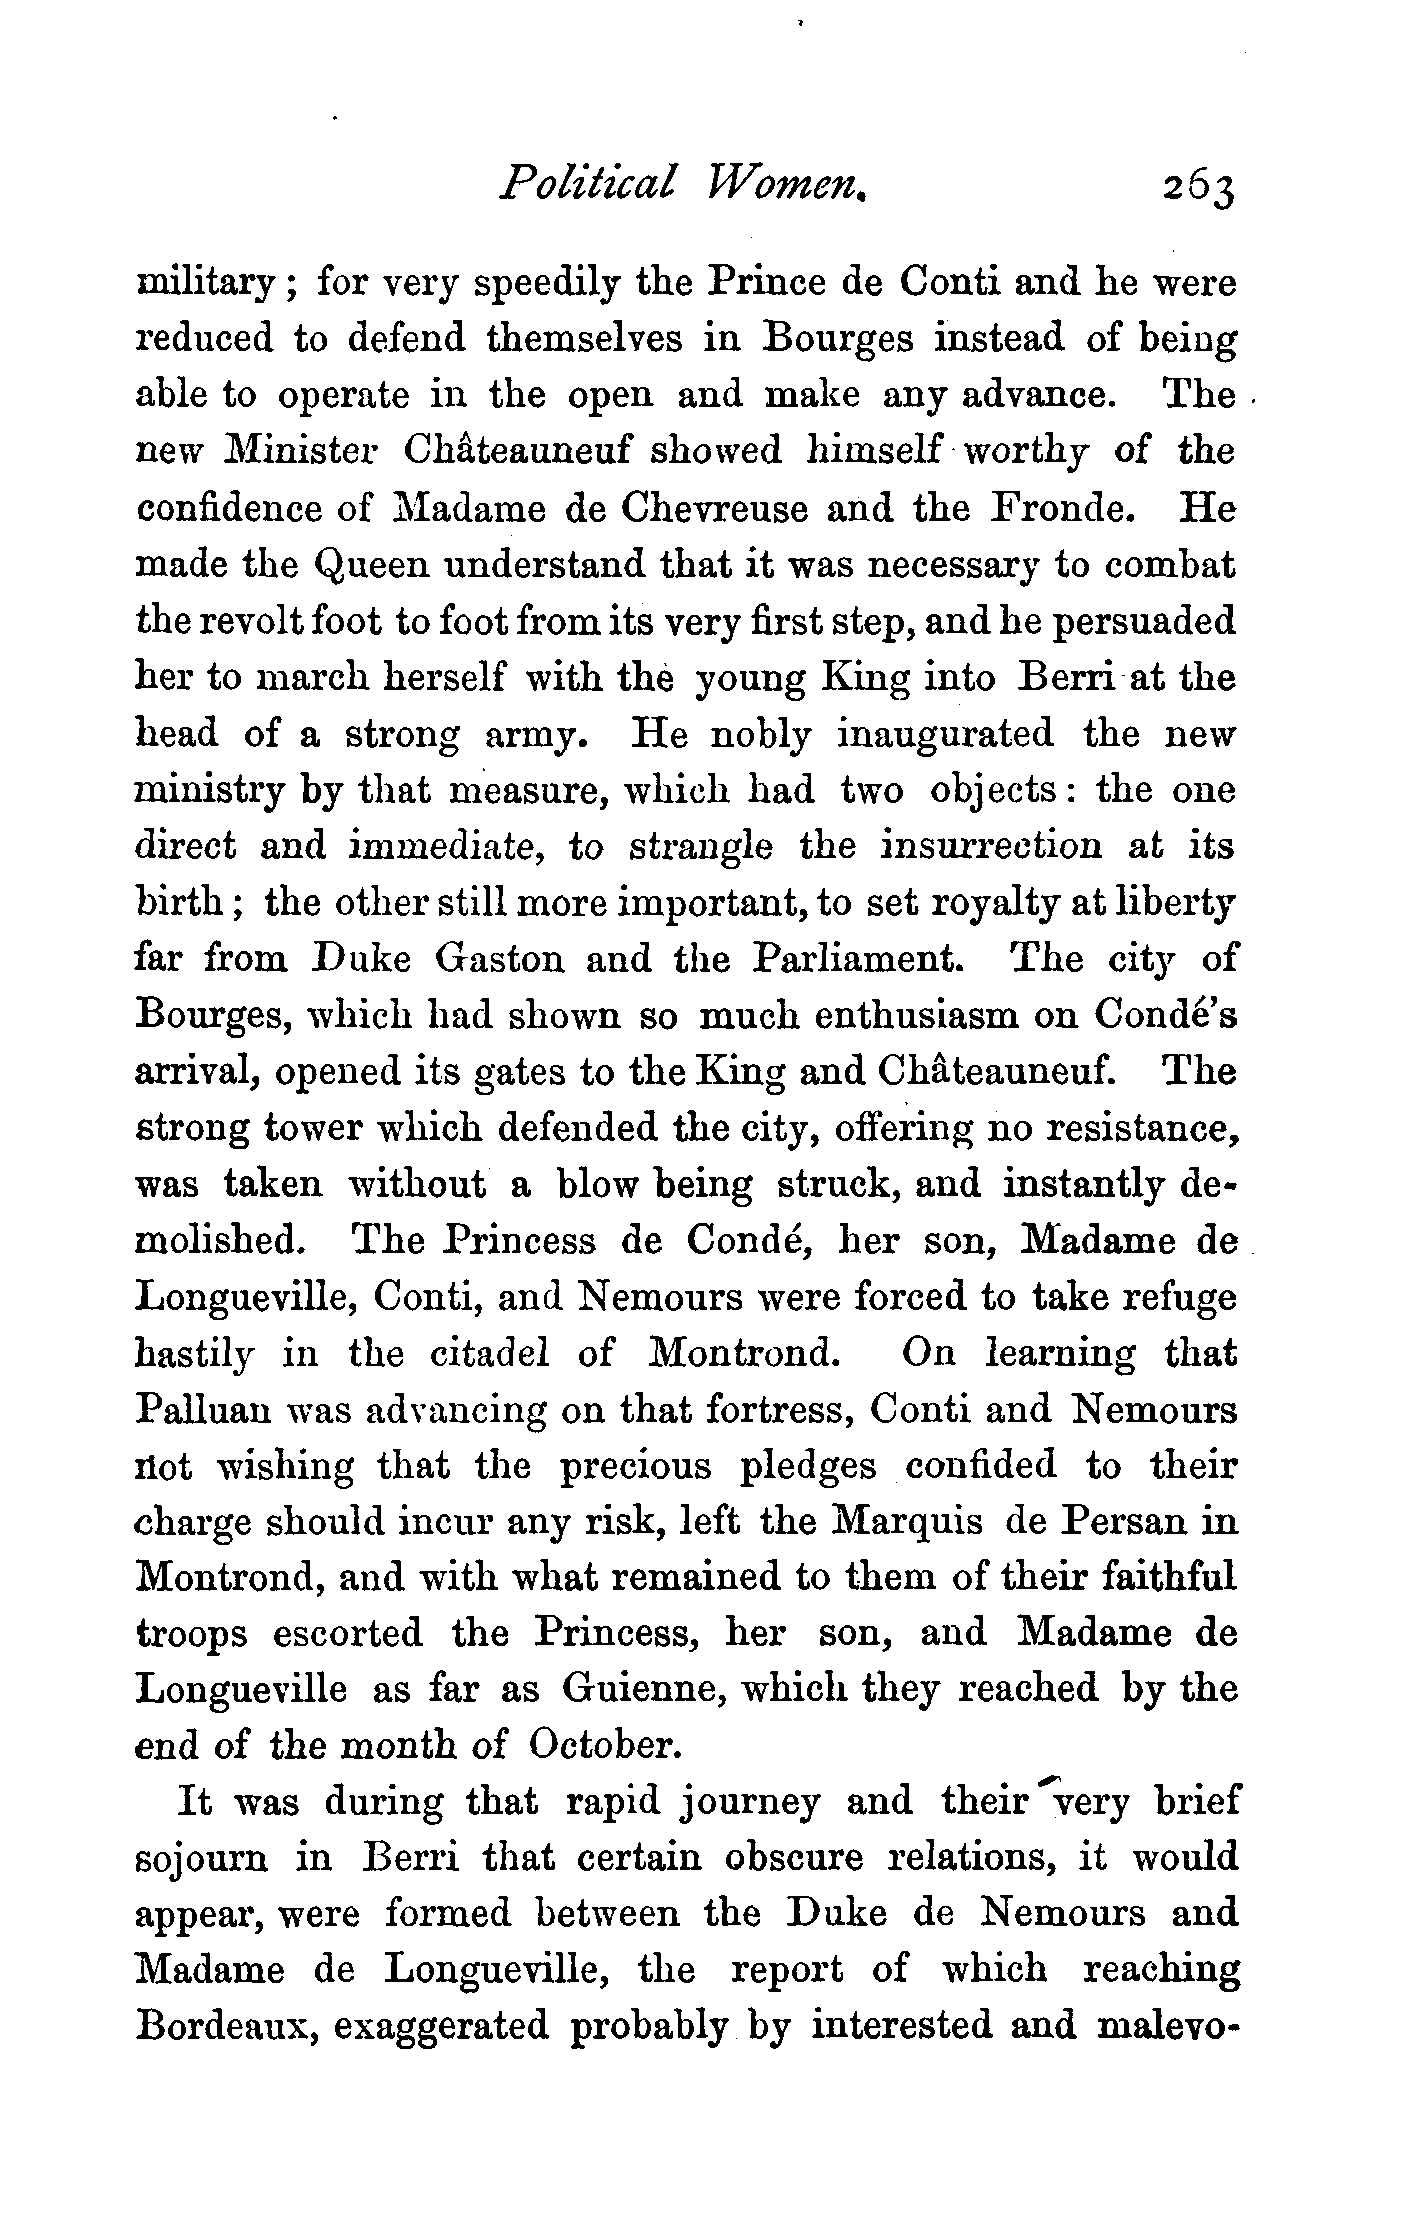 Political Women. 263
military ; for very speedily the Prince de Conti and he were
reduced to defend themselves in Bourges instead of being
able to operate in the open and make any advance. The
new Minister Châteauneuf showed himself worthy of the
confidence of Madame de Chevreuse and the Fronde. He
made the Queen understand that it was necessary to combat
the revolt foot to foot from its very first step, and he persuaded
her to march herself with the young King into Berri at the
head of a strong army. He nobly inaugurated the new
ministry by that measure, which had two objects : the one
direct and immediate, to strangle the insurrection at its
birth ; the other still more important, to set royalty at liberty
far from Duke Gaston and the Parliament. The city of
Bourges, which had shown so much enthusiasm on Condé's
arrival, opened its gates to the King and Châteauneuf. The
strong tower which defended the city, offering no resistance,
was taken without a blow being struck, and instantly de-
molished. The Princess de Condé, her son, Madame de
Longueville, Conti, and Nemours were forced to take refuge
hastily in the citadel of Montrond. On learning that
Palluan was advancing on that fortress, Conti and Nemours
not wishing that the precious pledges confided to their
charge should incur any risk, left the Marquis de Persan in
Montrond, and with what remained to them of their faithful
troops escorted the Princess, her son, and Madame de
Longueville as far as Guienne, which they reached by the
end of the month of October.
It was during that rapid journey and their very brief
sojourn in Berri that certain obscure relations, it would
appear, were formed between the Duke de Nemours and
Madame de Longueville, the report of which reaching
Bordeaux, exaggerated probably by interested and malevo-